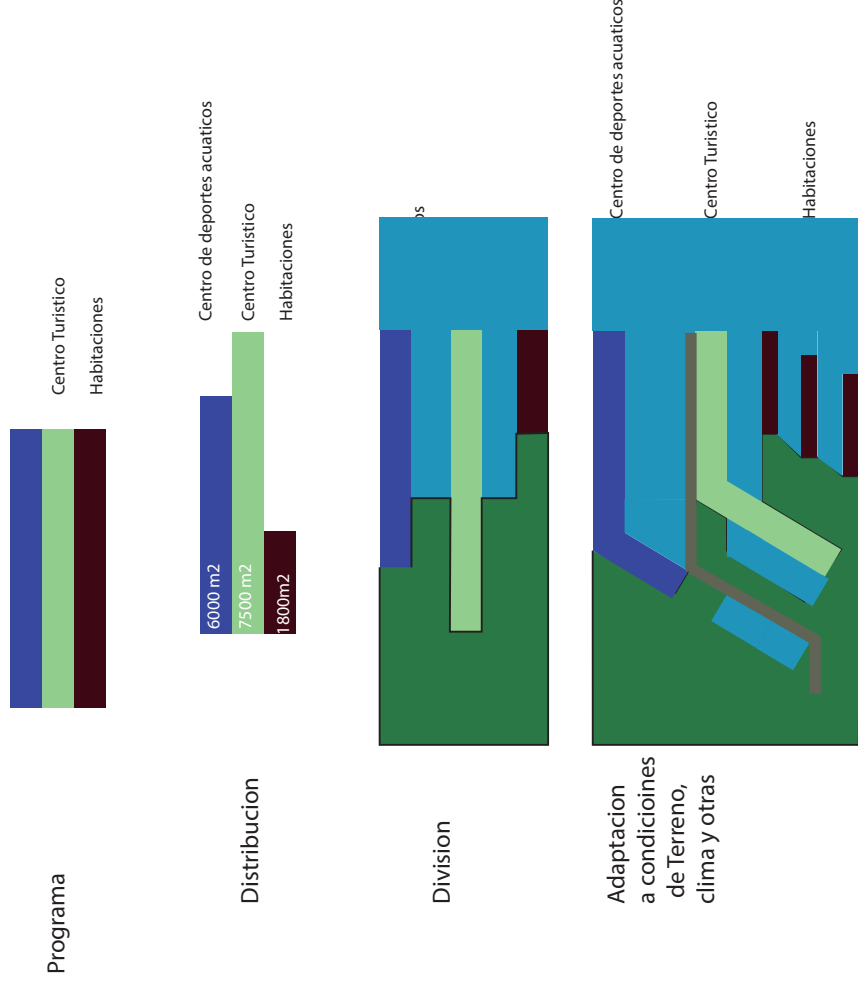 Programa
Centro Turistico
Habitaciones
Distribucion
6000 m2
7500 m2
1800m2
Centro de deportes acuaticos
Centro Turistico
Habitaciones
Division
os
Adaptacion
a condicioines
de Terreno,
clima y otras
Centro de deportes acuaticos
Centro Turistico
Habitaciones